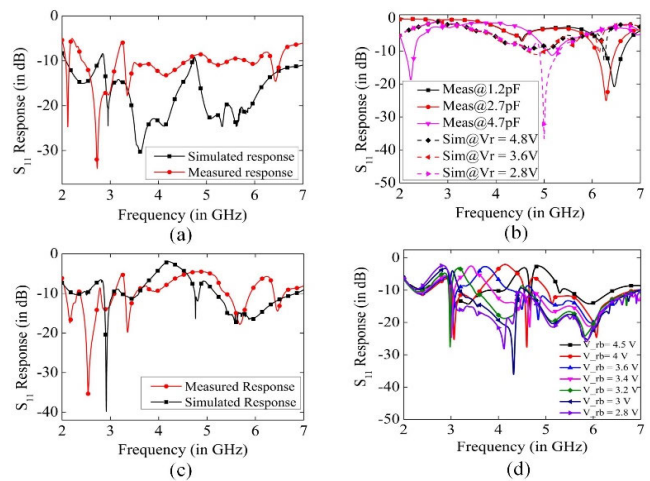 0
-10
-20
-30
-40
S11 Response (in dB)
Simulated response
Measured response
2 3 4 5 6 7
Frequency (in GHz)
(a)
0
-10
-20
-30
-40
-50
S11 Response (in dB)
Meas@1.2pF
Meas@2.7pF
Meas@4.7pF
Sim@Vr = 4.8V
Sim@Vr = 3.6V
Sim@Vr = 2.8V
2 3 4 5 6 7
Frequency (in GHz)
(b)
0
-10
-20
-30
-40
S11 Response (in dB)
Measured Response
Simulated Response
2 3 4 5 6 7
Frequency (in GHz)
(c)
0
-10
-20
-30
-40
-50
S11 Response (in dB)
V_rb= 4.5 V
V_rb= 4 V
V_rb = 3.6 V
V_rb = 3.4 V
V_rb = 3.2 V
V_rb = 3 V
V_rb = 2.8 V
2 3 4 5 6 7
Frequency (in GHz)
(d)